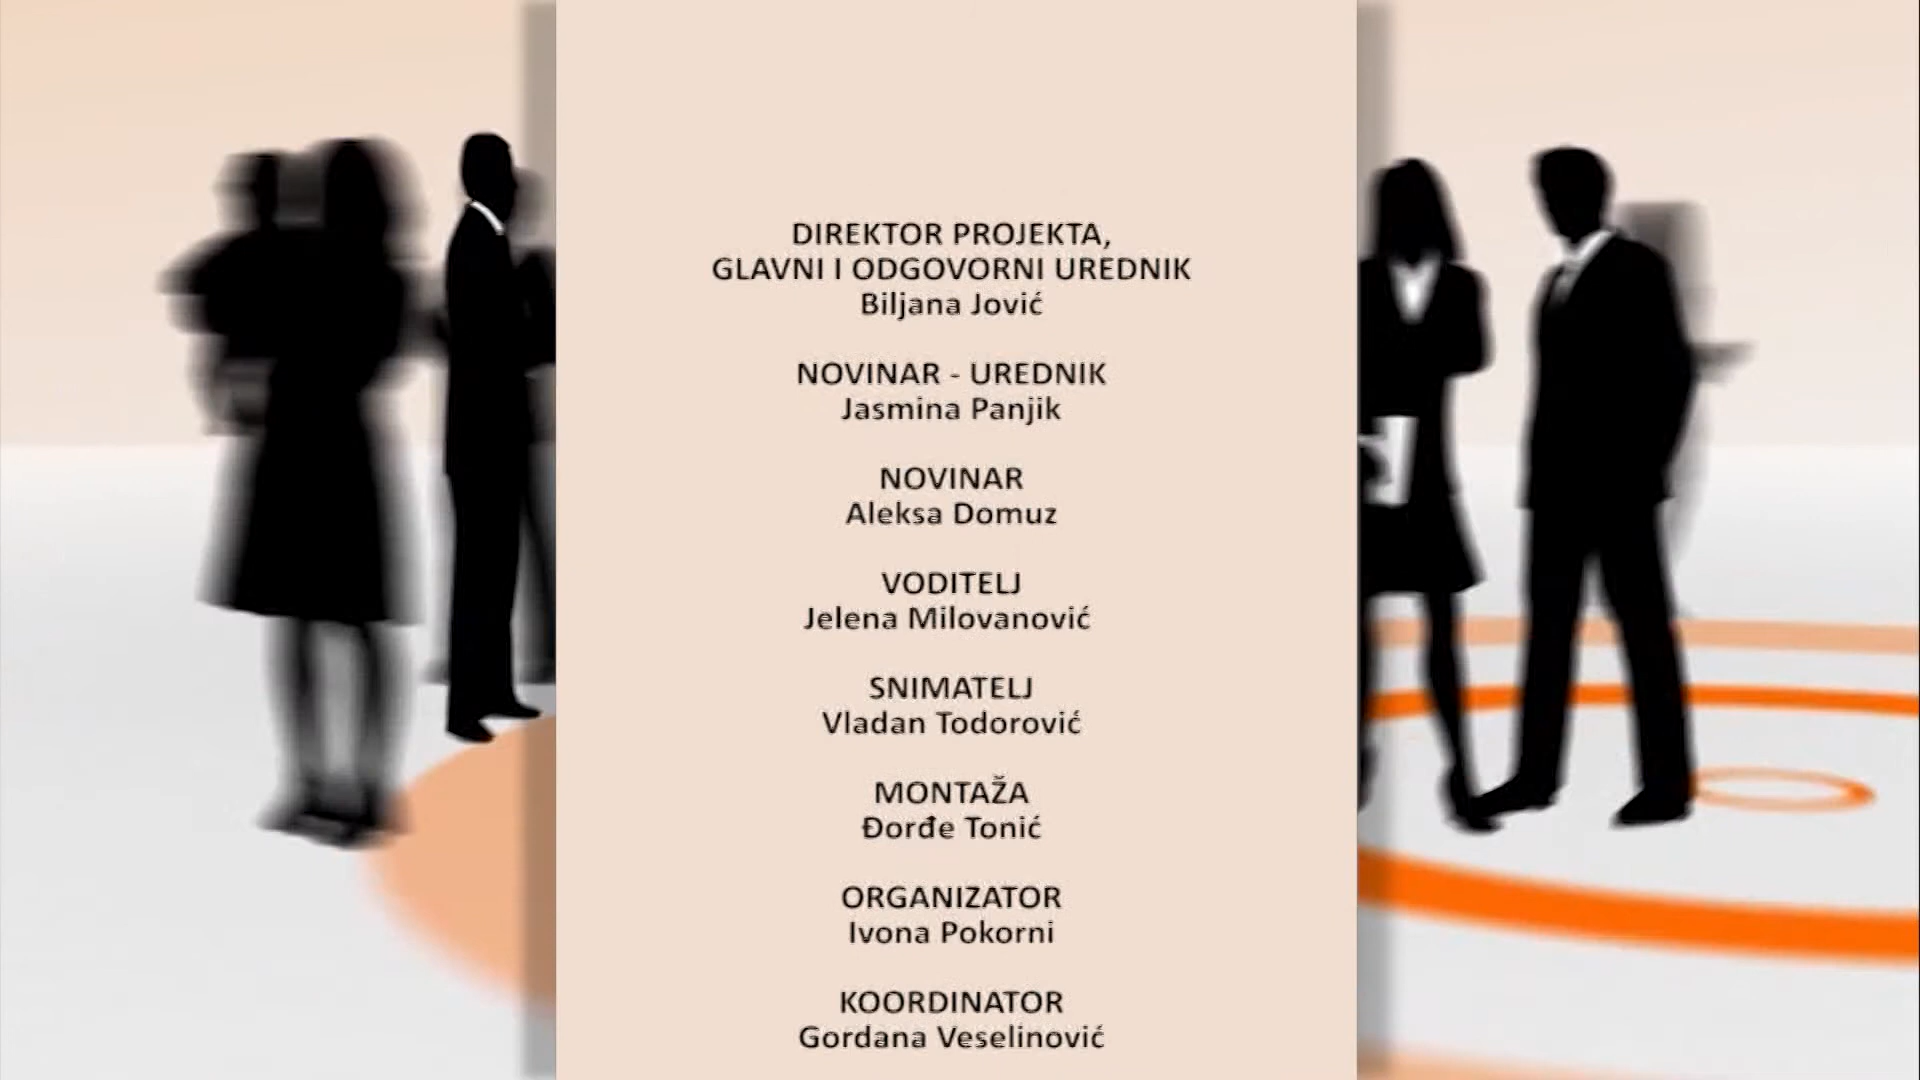 DIREKTOR PROJEKTA,
GLAVNI I ODGOVORNI UREDNIK
Biljana Jović
NOVINAR - UREDNIK
Jasmina Panjik
NOVINAR
Aleksa Domuz
VODITELJ
Jelena Milovanović
SNIMATELJ
Vladan Todorović
MONTAŽA
Đorđe Tonić
ORGANIZATOR
Ivona Pokorni
KOORDINATOR
Gordana Veselinović